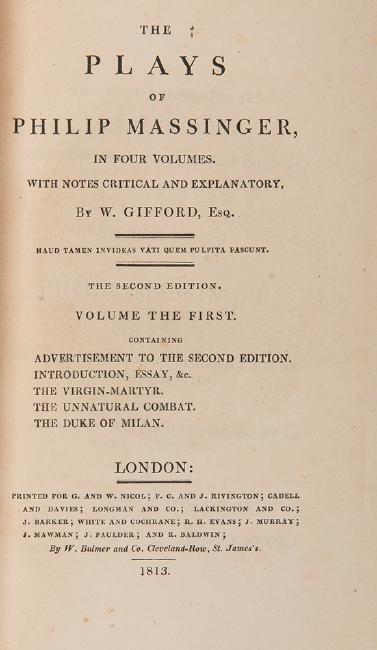 THE
PLAYS
OF
PHILIP MASSINGER,
IN FOUR VOLUMES.
WITH NOTES CRITICAL AND EXPLANATORY,
BY W. GIFFORD, ESQ.
HAUD TAMEN INVIDEAS VATI QUEM PULPITA PASCUNT.
THE SECOND EDITION.
VOLUME THE FIRST.
CONTAINING
ADVERTISEMENT TO THE SECOND EDITION.
INTRODUCTION, ESSAY, &c.
THE VIRGIN-MARTYR.
THE UNNATURAL COMBAT.
THE DUKE OF MILAN.
LONDON:
PRINTED FOR G. AND W. NICOL; F. C. AND J. RIVINGTON; CADELL
AND DAVIES; LONGMAN AND CO.; LACKINGTON AND CO.;
J. BARKER; WHITE AND COCHRANE; R. H. EVANS; J. MURRAY;
J. MAWMAN; J. FAULDER; AND R. BALDWIN;
By W. Bulmer and Co. Cleveland-Row, St. James's.
1813.